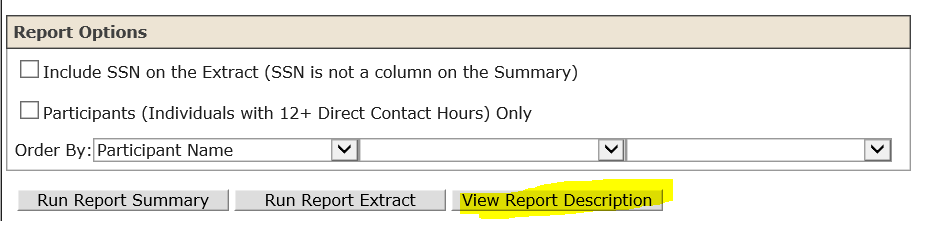 Report Options
Include SSN on the Extract (SSN is not a column on the Summary)
Participants (Individuals with 12+ Direct Contact Hours) Only
Order By: Participant Name
Run Report Summary Run Report Extract View Report Description